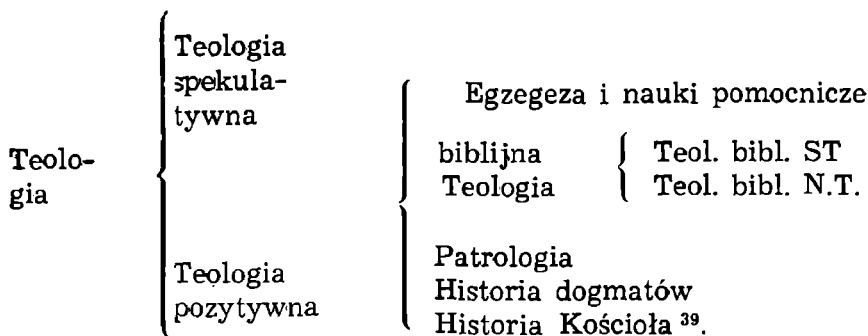 Teolo-
gia
Teologia
spekula-
tywna
Teologia
pozytywna
Egzegeza i nauki pomocnicze
biblijna
Teologia
Teol. bibl. ST
Teol. bibl. N.T.
Patrologia
Historia dogmatów
Historia Kościoła ³⁹.